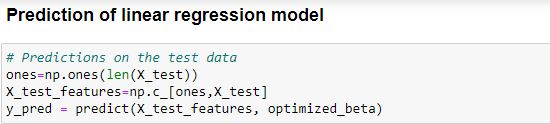 Prediction of linear regression model
# Predictions on the test data
ones=np.ones(len(X_test))
X_test_features=np.c_[ones,X_test]
y_pred = predict(X_test_features, optimized_beta)